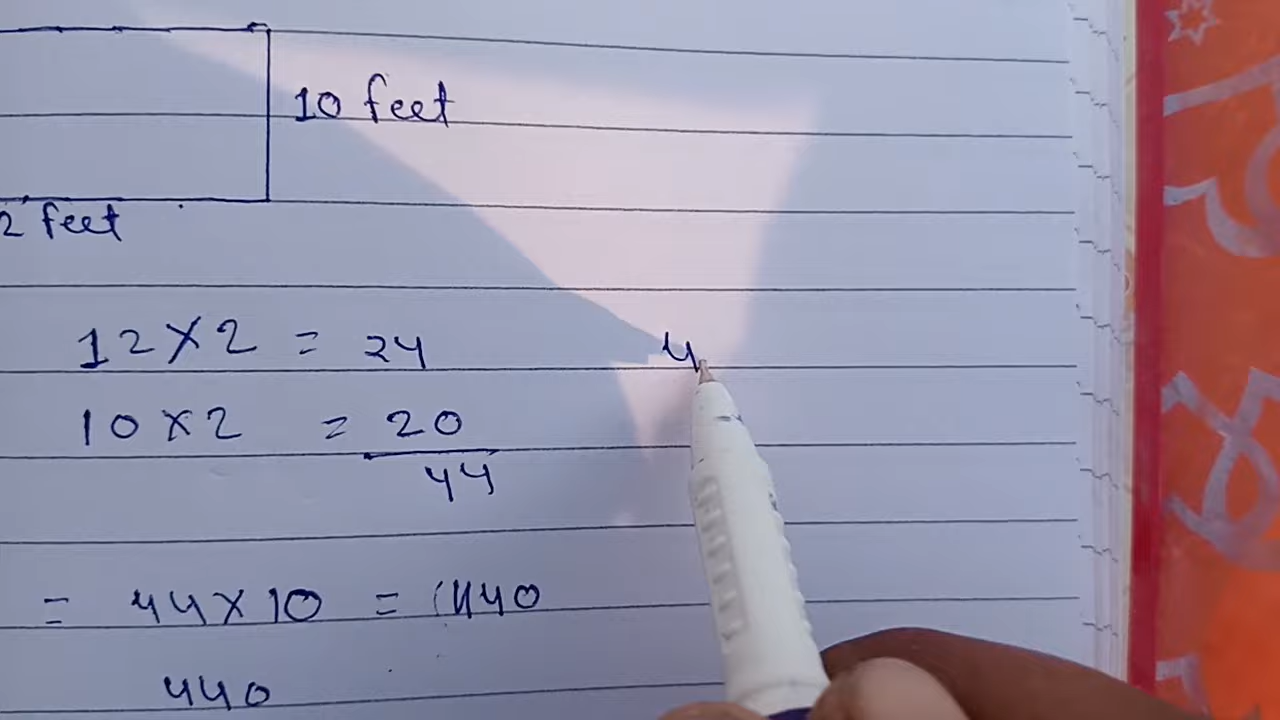 10 feet
2 feet
12 × 2 = 24
4
10 × 2 = 20
44
= 44 × 10 = 440
440